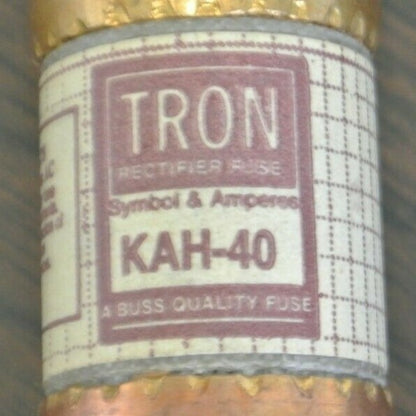 TRON
RECTIFIER FUSE
Symbol & Amperes
KAH-40
A BUSS QUALITY FUSE